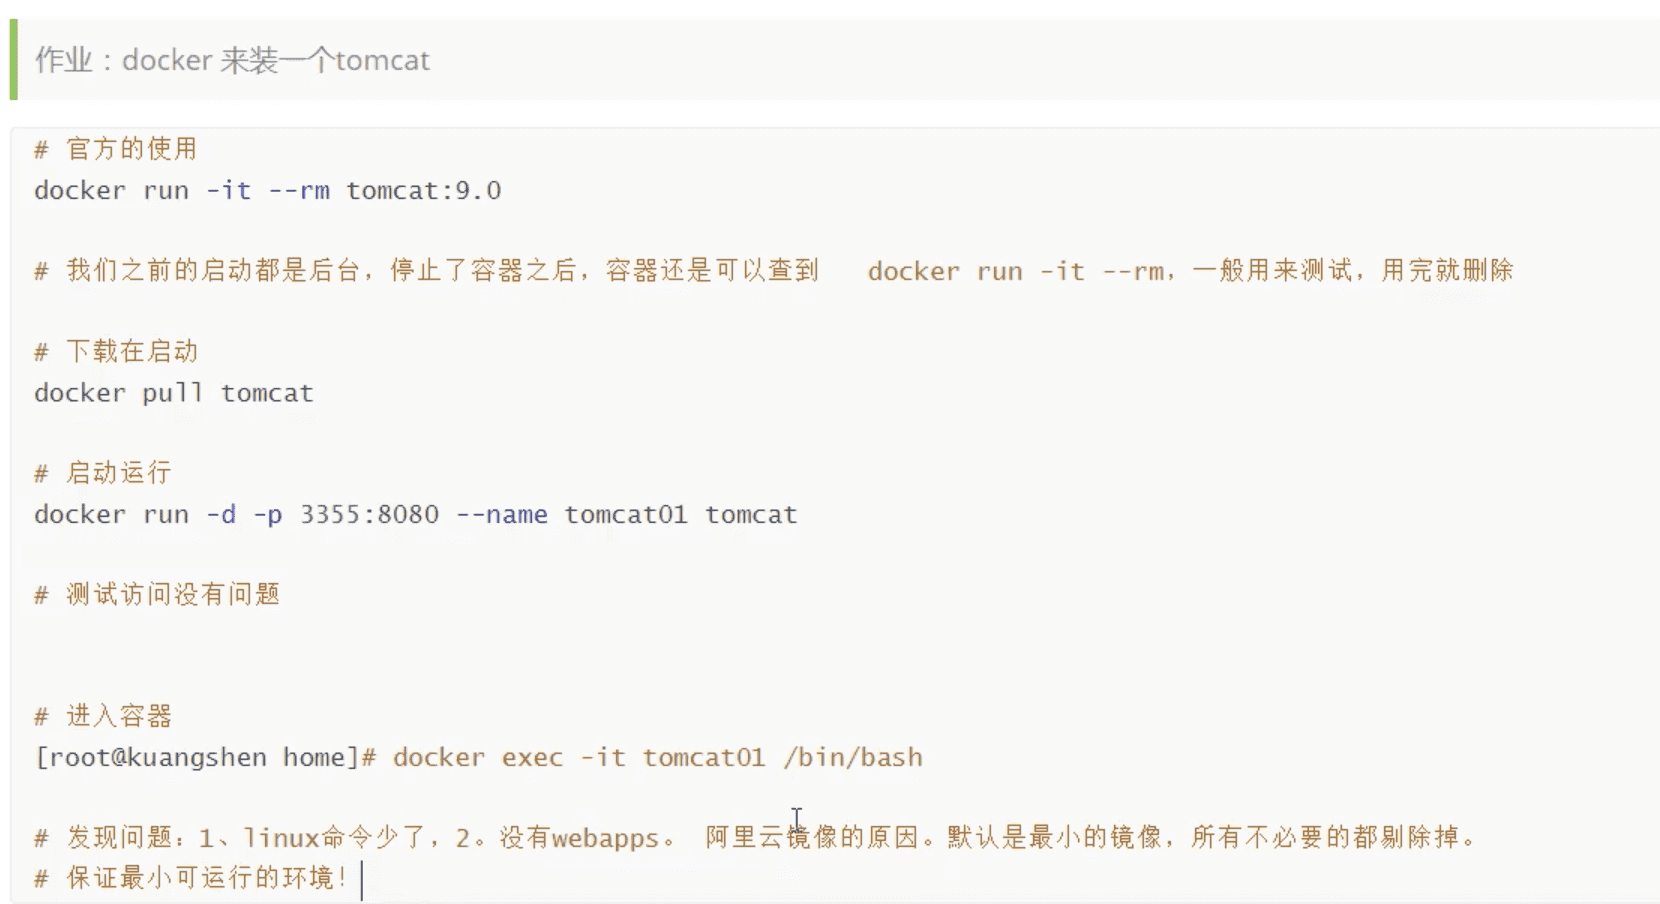 作业：docker 来装一个tomcat
# 官方的使用
docker run -it --rm tomcat:9.0
# 我们之前的启动都是后台，停止了容器之后，容器还是可以查到   docker run -it --rm，一般用来测试，用完就删除
# 下载在启动
docker pull tomcat
# 启动运行
docker run -d -p 3355:8080 --name tomcat01 tomcat
# 测试访问没有问题
# 进入容器
[root@kuangshen home]# docker exec -it tomcat01 /bin/bash
# 发现问题：1、linux命令少了，2。没有webapps。 阿里云镜像的原因。默认是最小的镜像，所有不必要的都剔除掉。
# 保证最小可运行的环境！